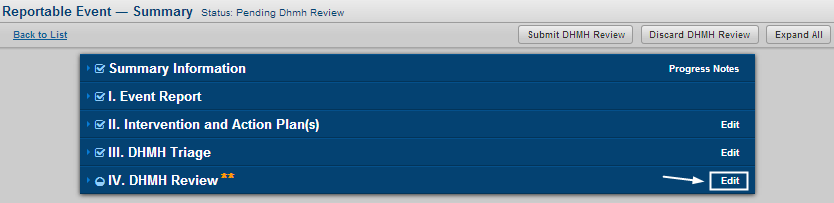 Reportable Event — Summary Status: Pending Dhmh Review
Back to List Submit DHMH Review Discard DHMH Review Expand All
Summary Information Progress Notes
I. Event Report
II. Intervention and Action Plan(s) Edit
III. DHMH Triage Edit
IV. DHMH Review ** Edit